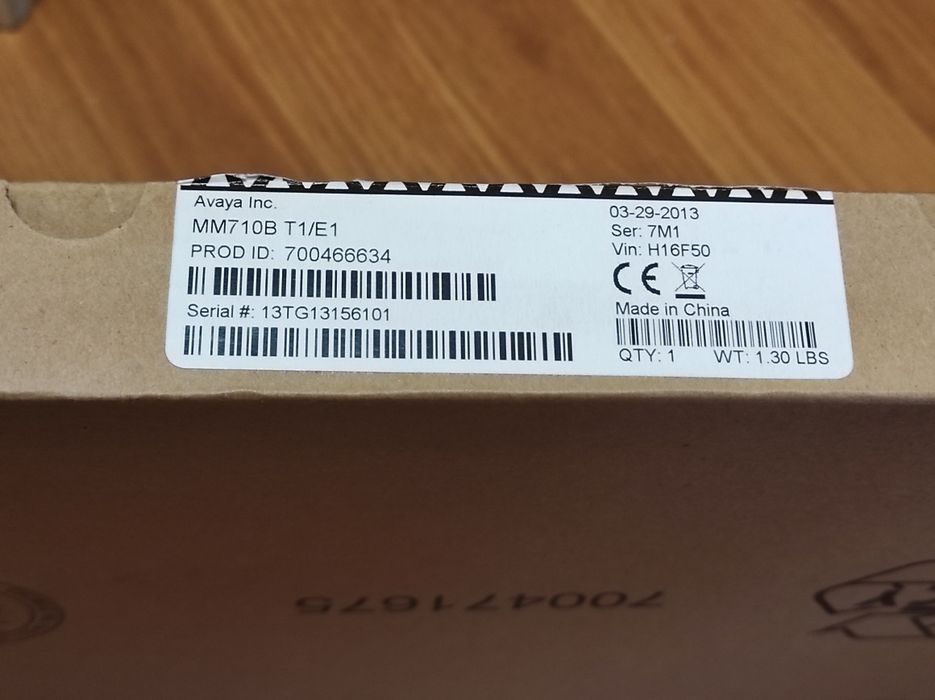 Avaya Inc.
MM710B T1/E1
PROD ID: 700466634
Serial #: 13TG13156101
03-29-2013
Ser: 7M1
Vin: H16F50
CE
Made in China
QTY: 1 WT: 1.30 LBS
700471675